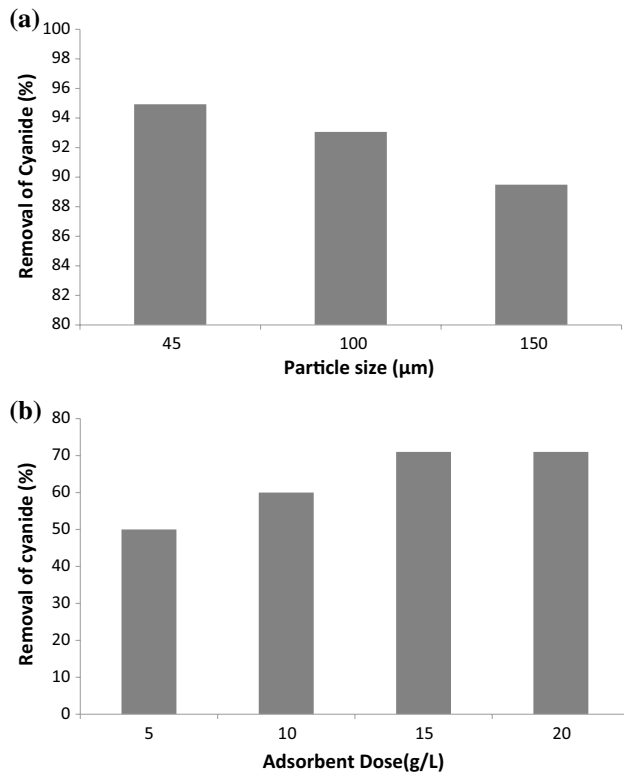 (a)
Removal of Cyanide (%)
100
98
96
94
92
90
88
86
84
82
80
45 100 150
Particle size (µm)
(b)
Removal of cyanide (%)
80
70
60
50
40
30
20
10
0
5 10 15 20
Adsorbent Dose(g/L)